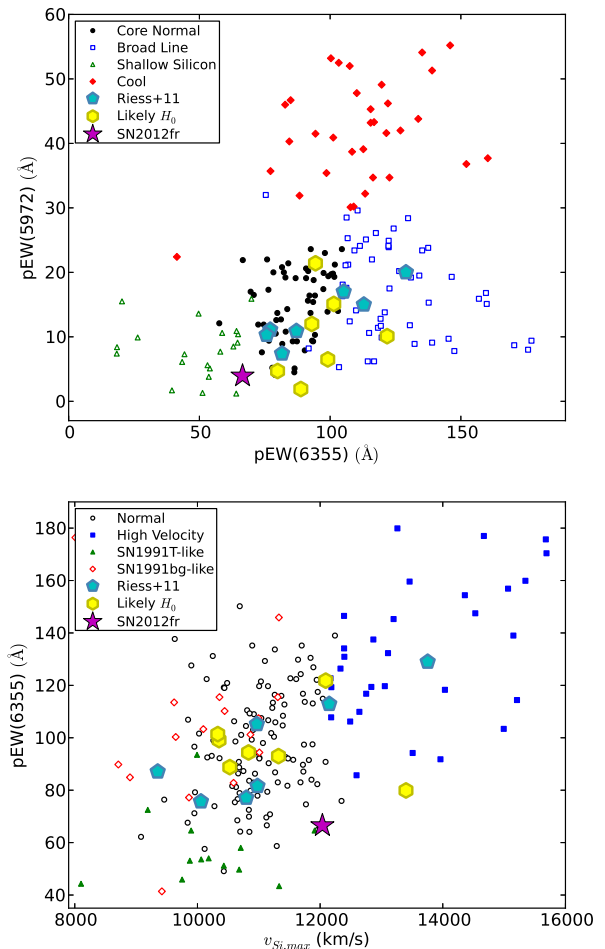 60
50
40
30
20
10
0
pEW(5972) (Å)
Core Normal
Broad Line
Shallow Silicon
Cool
Riess+11
Likely H₀
SN2012fr
0
50
100
150
pEW(6355) (Å)
180
160
140
120
100
80
60
40
pEW(6355) (Å)
Normal
High Velocity
SN1991T-like
SN1991bg-like
Riess+11
Likely H₀
SN2012fr
8000
10000
12000
14000
16000
v_{Si,max} (km/s)